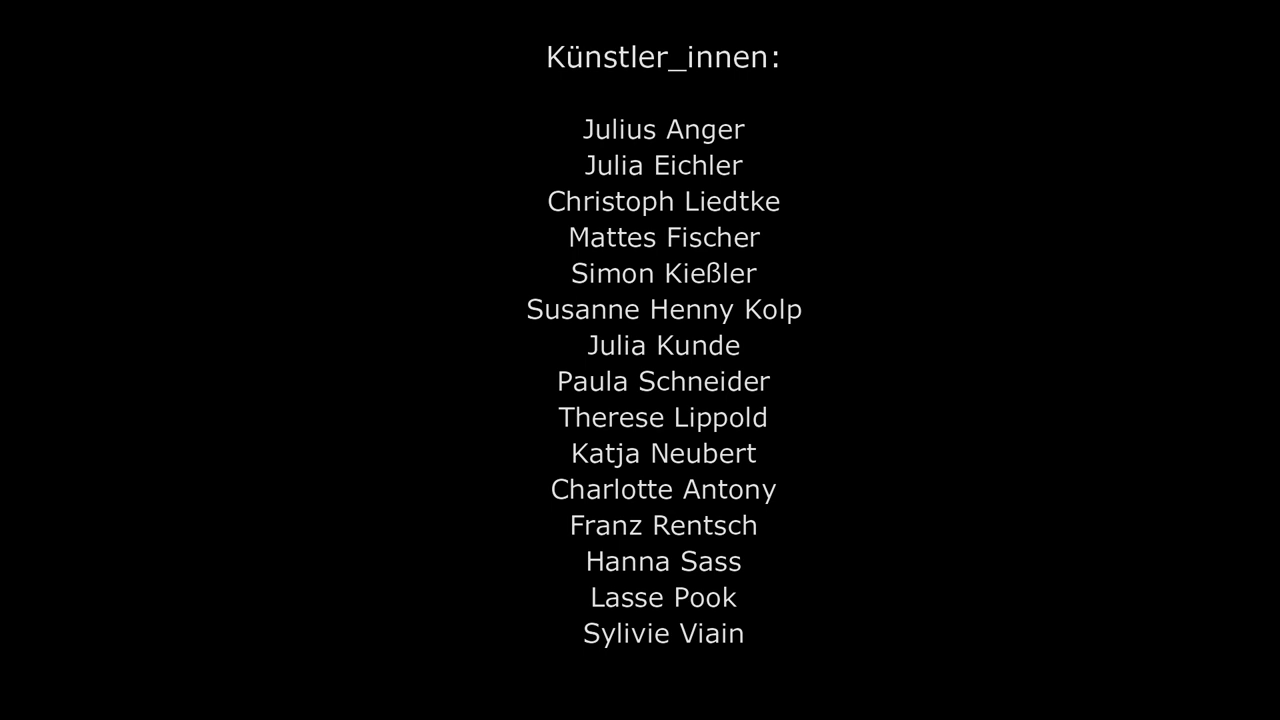 Künstler_innen:
Julius Anger
Julia Eichler
Christoph Liedtke
Mattes Fischer
Simon Kießler
Susanne Henny Kolp
Julia Kunde
Paula Schneider
Therese Lippold
Katja Neubert
Charlotte Antony
Franz Rentsch
Hanna Sass
Lasse Pook
Sylivie Viain